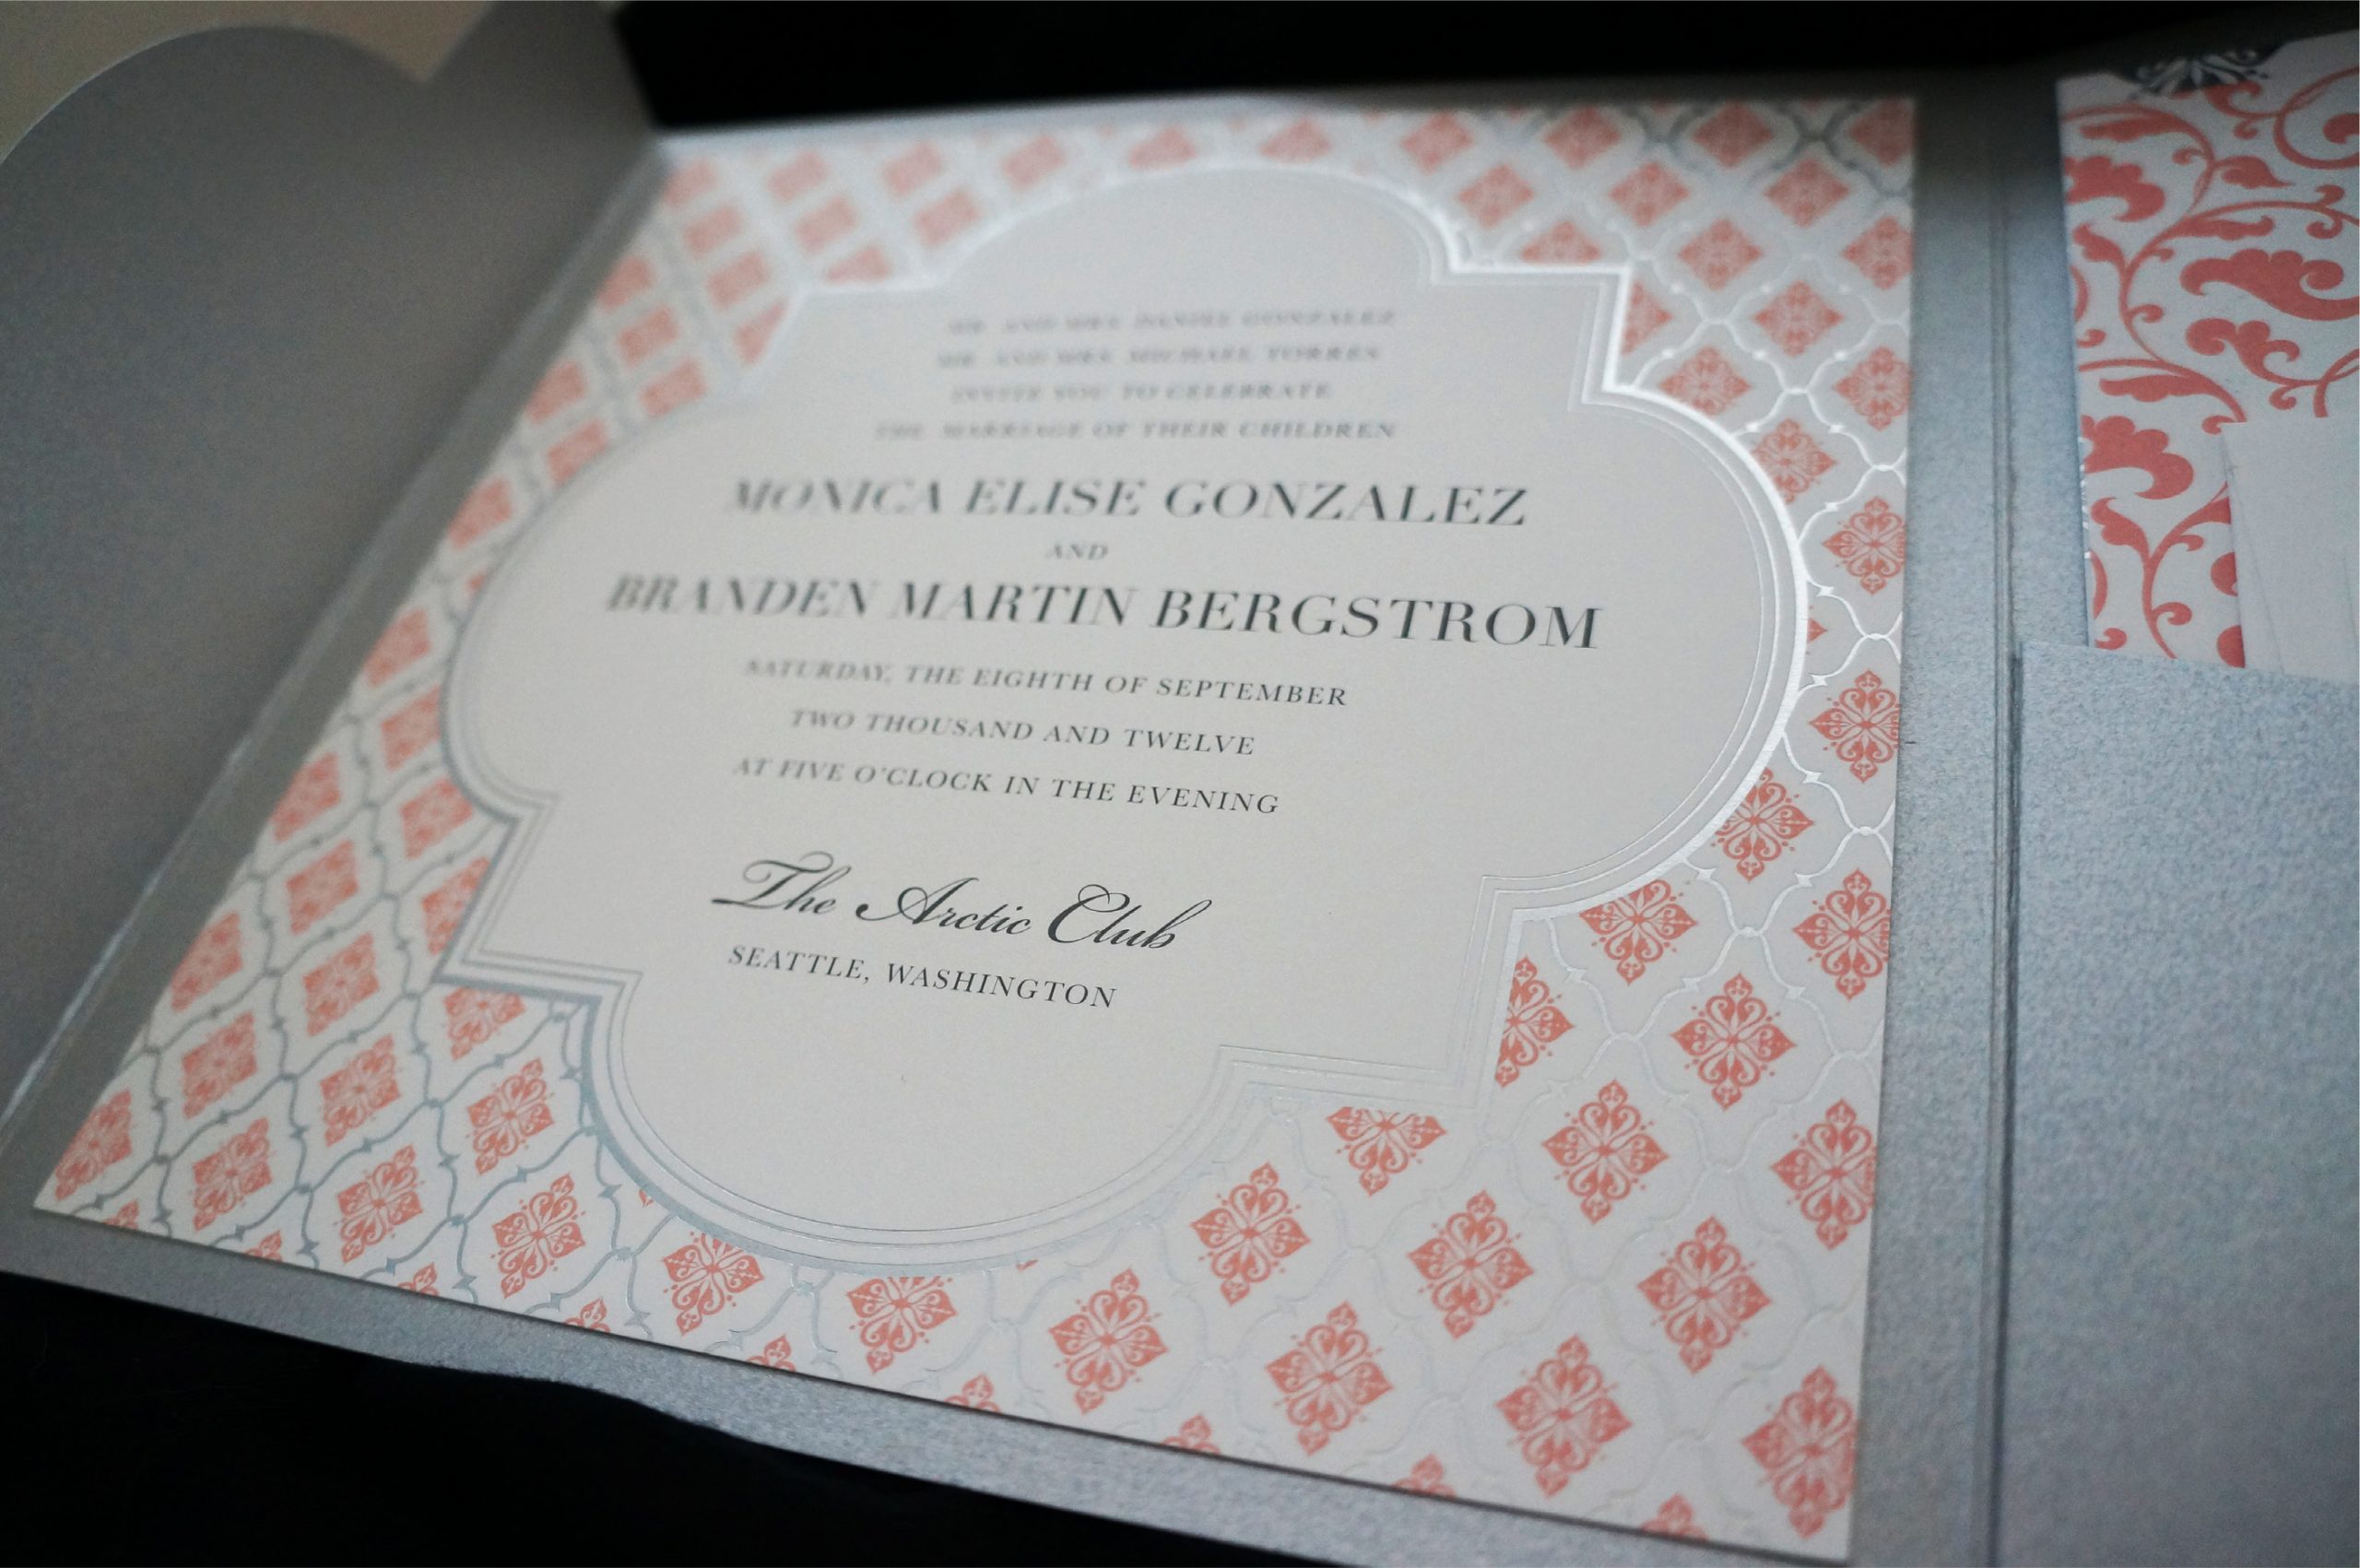 MR AND MRS DANIEL GONZALEZ
MR AND MRS MICHAEL TORRES
INVITE YOU TO CELEBRATE
THE MARRIAGE OF THEIR CHILDREN
MONICA ELISE GONZALEZ
AND
BRANDEN MARTIN BERGSTROM
SATURDAY, THE EIGHTH OF SEPTEMBER
TWO THOUSAND AND TWELVE
AT FIVE O'CLOCK IN THE EVENING
The Arctic Club
SEATTLE, WASHINGTON